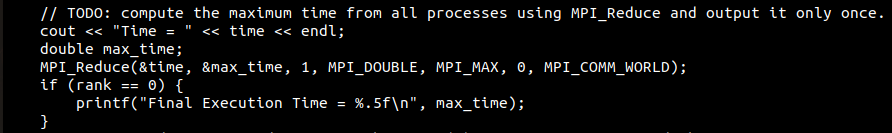 // TODO: compute the maximum time from all processes using MPI_Reduce and output it only once.
cout << "Time = " << time << endl;
double max_time;
MPI_Reduce(&time, &max_time, 1, MPI_DOUBLE, MPI_MAX, 0, MPI_COMM_WORLD);
if (rank == 0) {
    printf("Final Execution Time = %.5f\n", max_time);
}